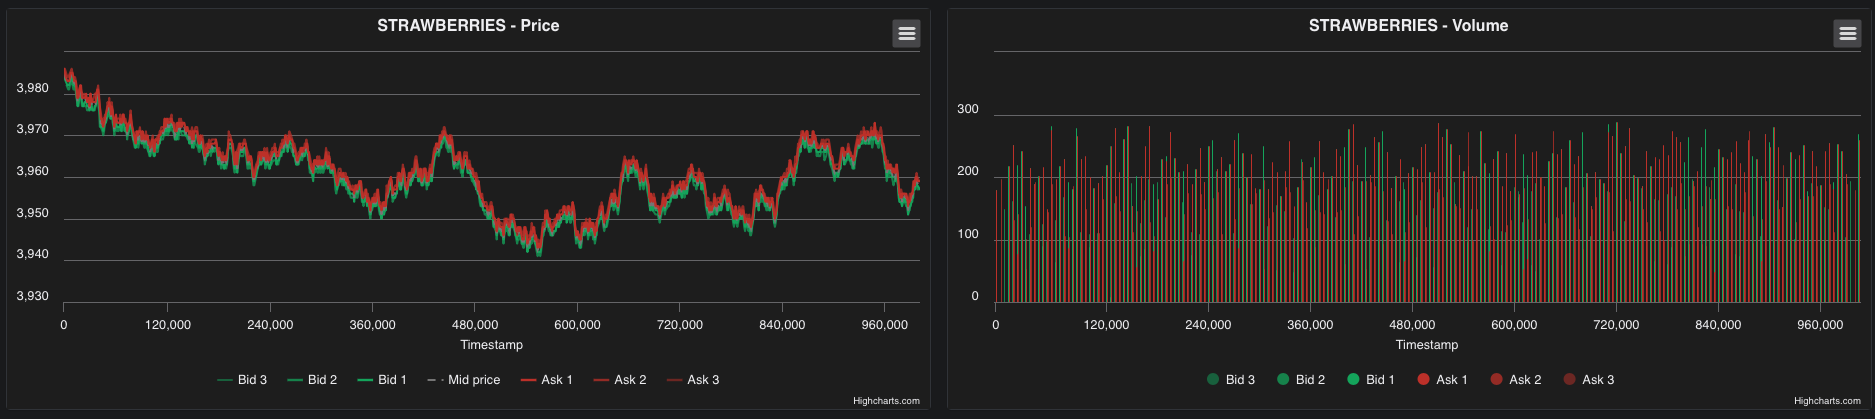 STRAWBERRIES - Price
3,980
3,970
3,960
3,950
3,940
3,930
0 120,000 240,000 360,000 480,000 600,000 720,000 840,000 960,000
Timestamp
Bid 3 Bid 2 Bid 1 Mid price Ask 1 Ask 2 Ask 3
Highcharts.com
STRAWBERRIES - Volume
300
200
100
0
0 120,000 240,000 360,000 480,000 600,000 720,000 840,000 960,000
Timestamp
Bid 3 Bid 2 Bid 1 Ask 1 Ask 2 Ask 3
Highcharts.com